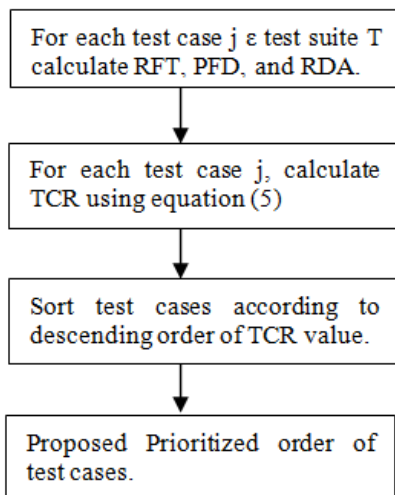 For each test case j ε test suite T
calculate RFT, PFD, and RDA.
For each test case j, calculate
TCR using equation (5)
Sort test cases according to
descending order of TCR value.
Proposed Prioritized order of
test cases.